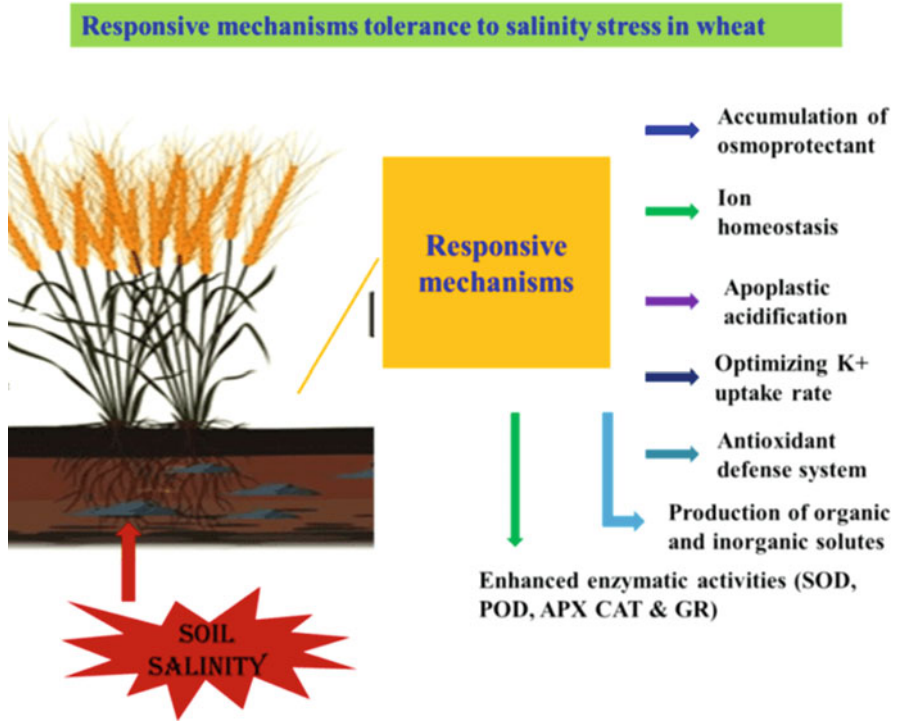 Responsive mechanisms tolerance to salinity stress in wheat
Accumulation of
osmoprotectant
Ion
homeostasis
Responsive
mechanisms
Apoplastic
acidification
Optimizing K+
uptake rate
Antioxidant
defense system
Production of organic
and inorganic solutes
Enhanced enzymatic activities (SOD,
POD, APX CAT & GR)
SOIL
SALINITY